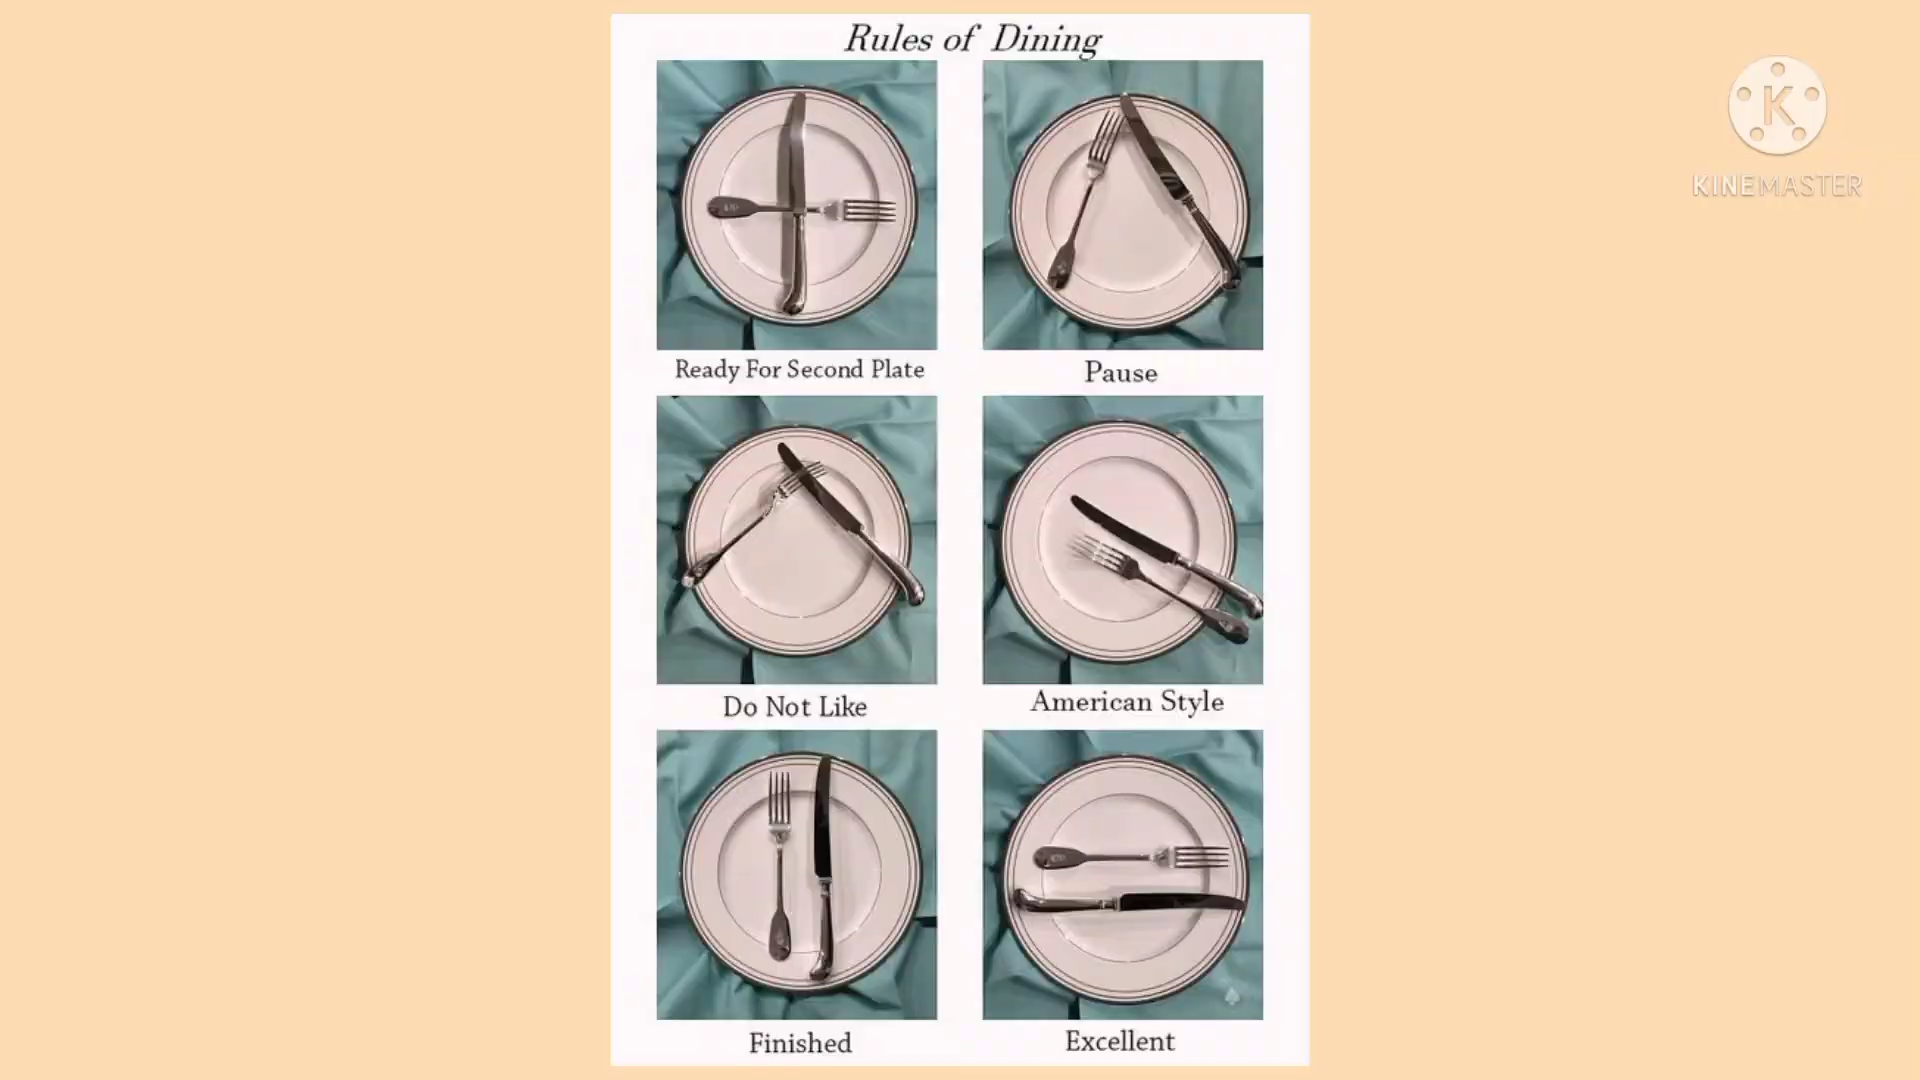 Rules of Dining
KINEMASTER
Ready For Second Plate
Pause
Do Not Like
American Style
Finished
Excellent